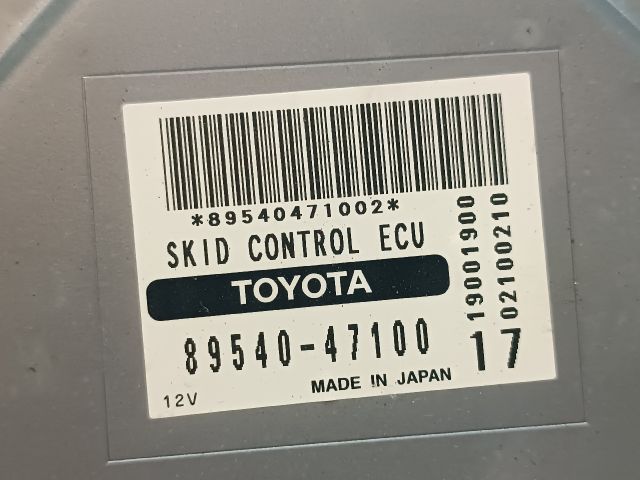 *89540471002*
SKID CONTROL ECU
TOYOTA
89540-47100
12V
MADE IN JAPAN
19001900
02100210
17